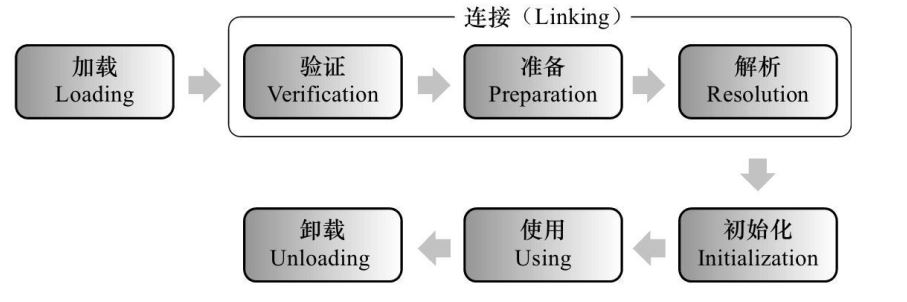 连接（Linking）
加载
Loading
验证
Verification
准备
Preparation
解析
Resolution
初始化
Initialization
使用
Using
卸载
Unloading